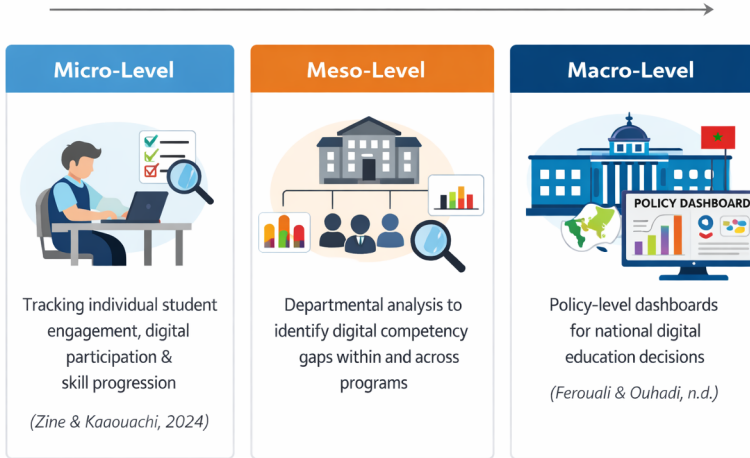 Micro-Level
Tracking individual student
engagement, digital
participation &
skill progression
(Zine & Kaaouachi, 2024)
Meso-Level
Departmental analysis to
identify digital competency
gaps within and across
programs
Macro-Level
POLICY DASHBOARD
Policy-level dashboards
for national digital
education decisions
(Ferouali & Ouhadi, n.d.)